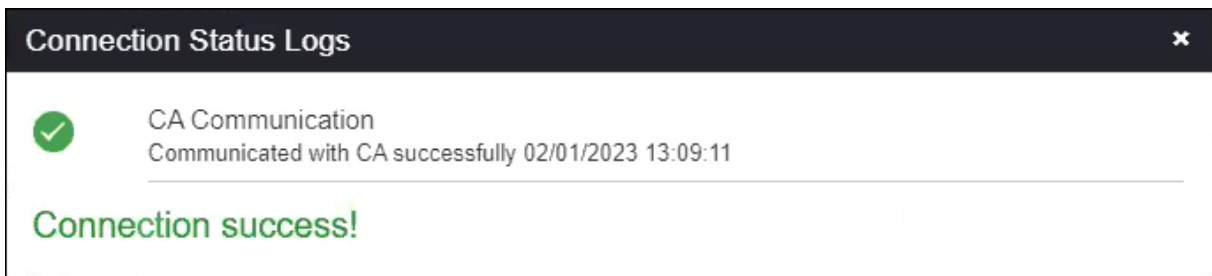 Connection Status Logs
CA Communication
Communicated with CA successfully 02/01/2023 13:09:11
Connection success!